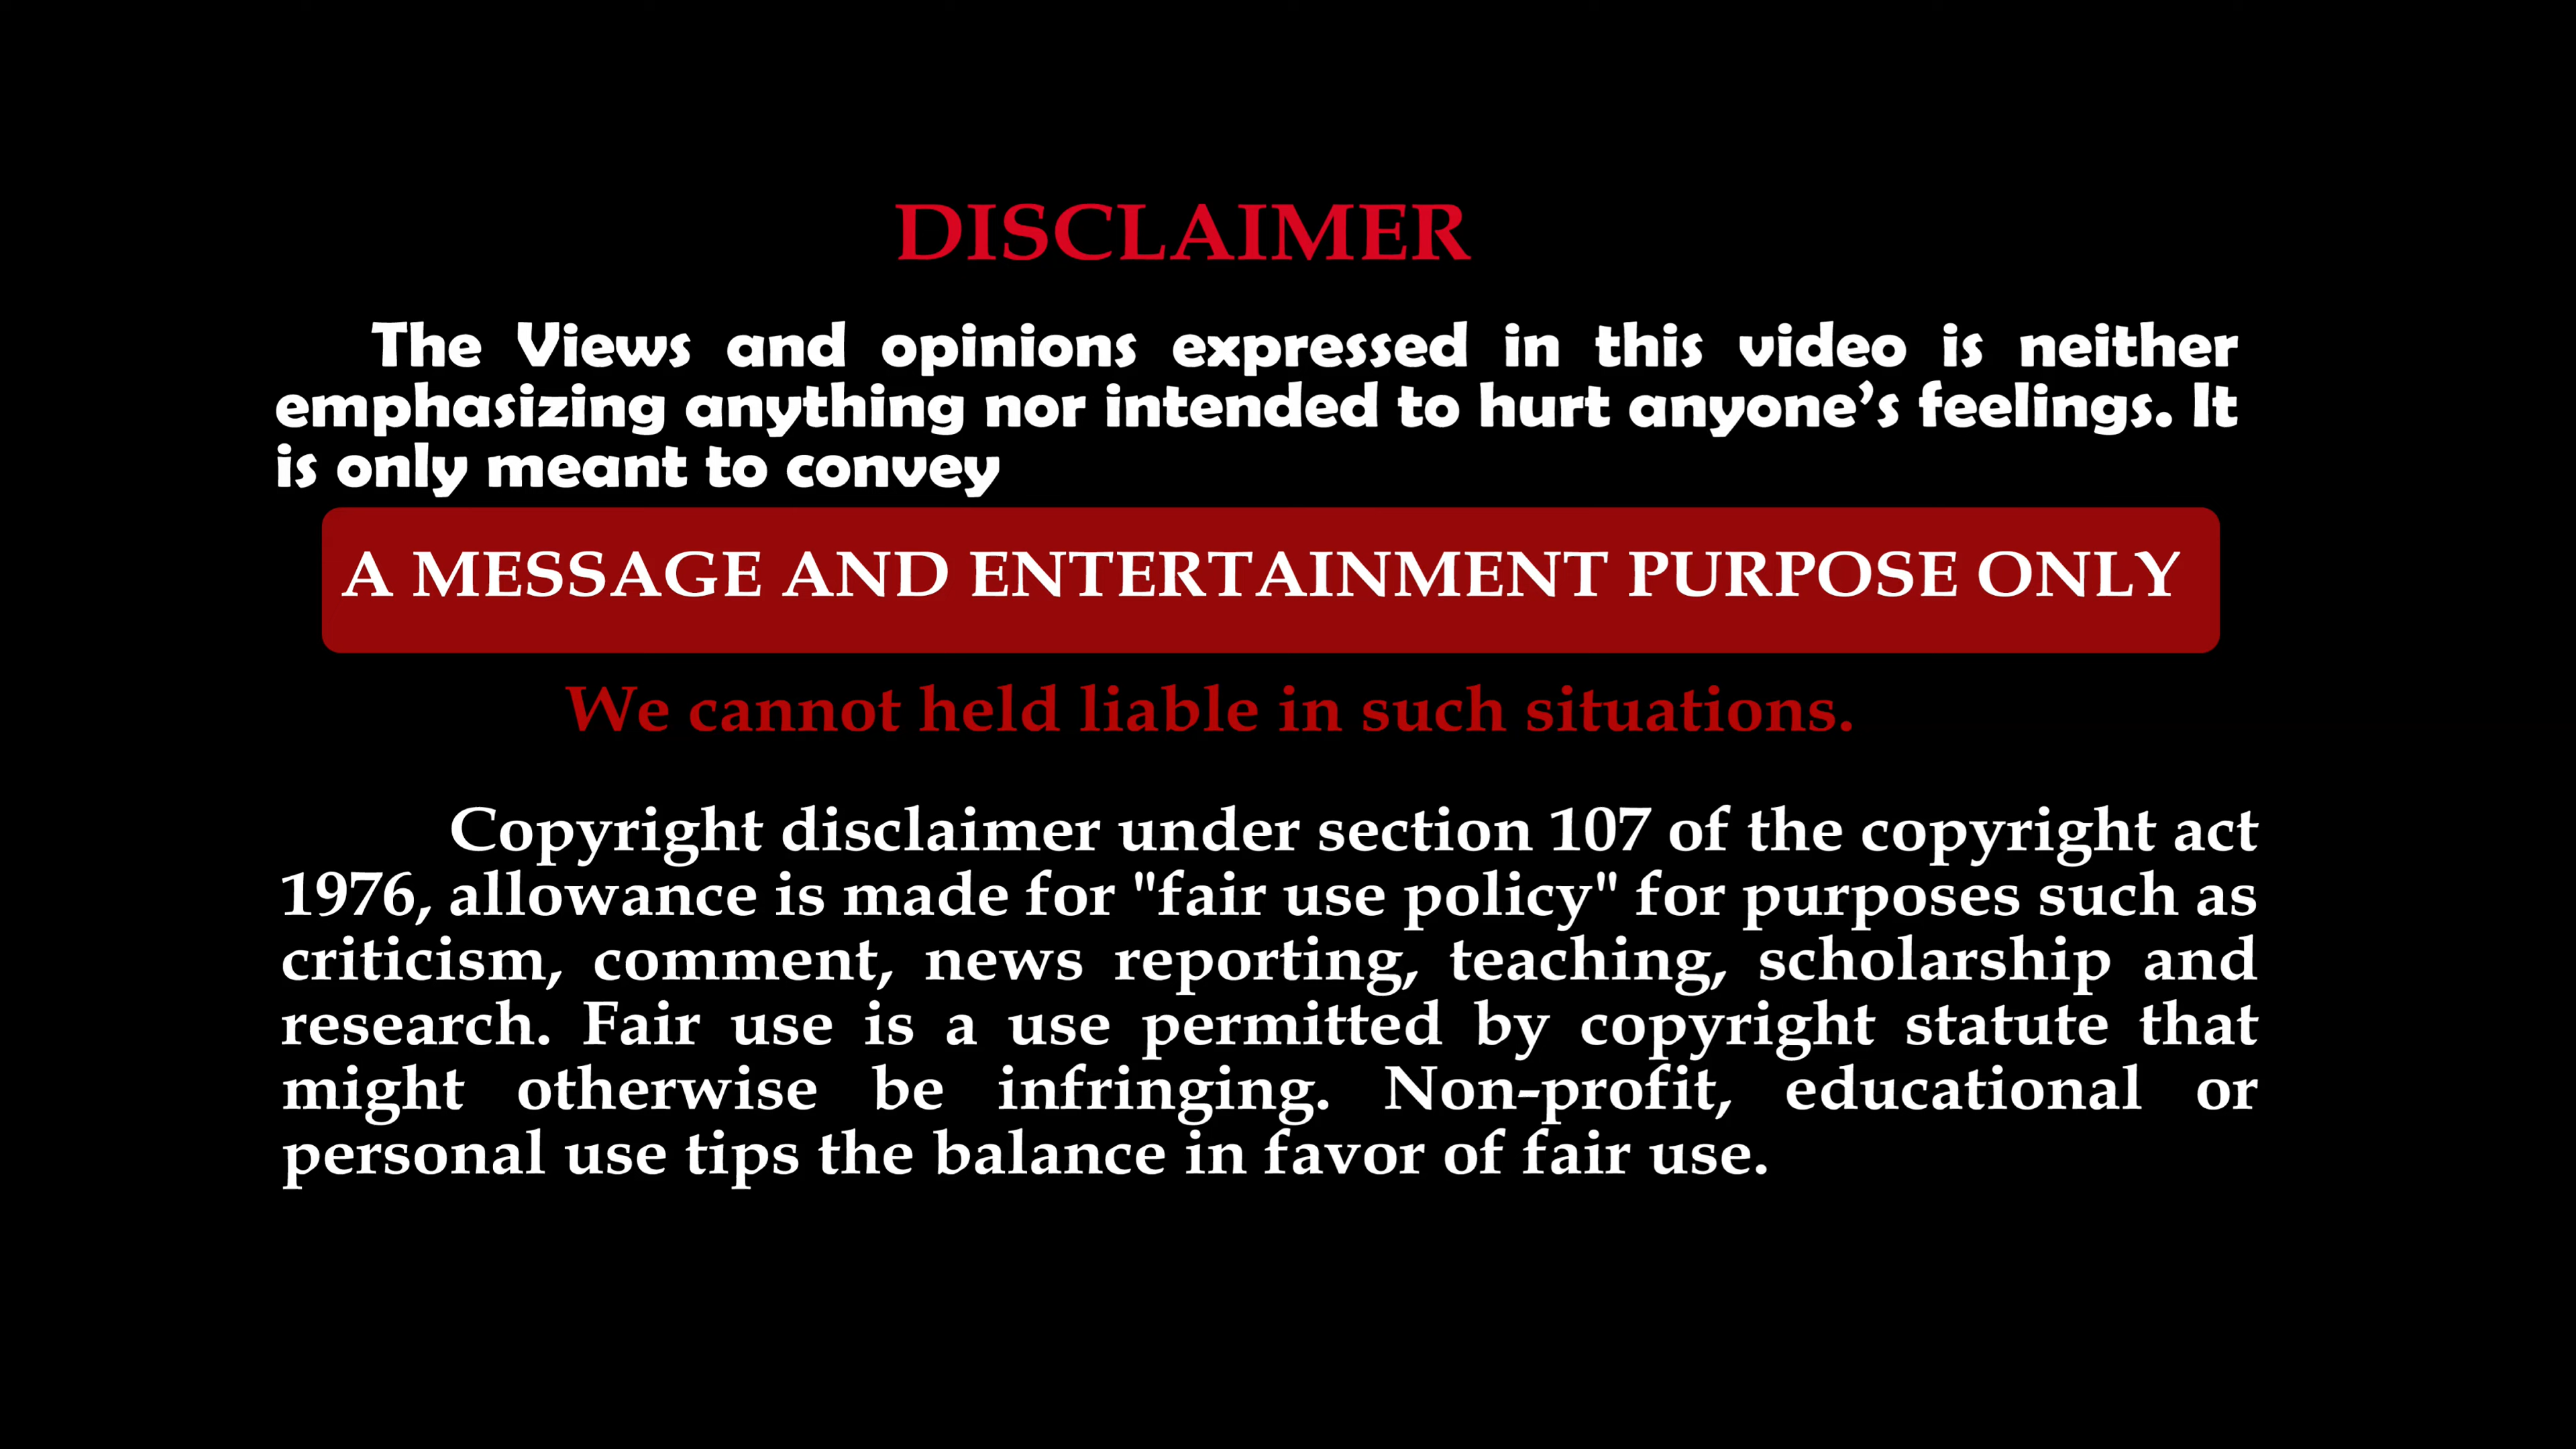 DISCLAIMER
The Views and opinions expressed in this video is neither
emphasizing anything nor intended to hurt anyone’s feelings. It
is only meant to convey
A MESSAGE AND ENTERTAINMENT PURPOSE ONLY
We cannot held liable in such situations.
Copyright disclaimer under section 107 of the copyright act
1976, allowance is made for "fair use policy" for purposes such as
criticism, comment, news reporting, teaching, scholarship and
research. Fair use is a use permitted by copyright statute that
might otherwise be infringing. Non-profit, educational or
personal use tips the balance in favor of fair use.